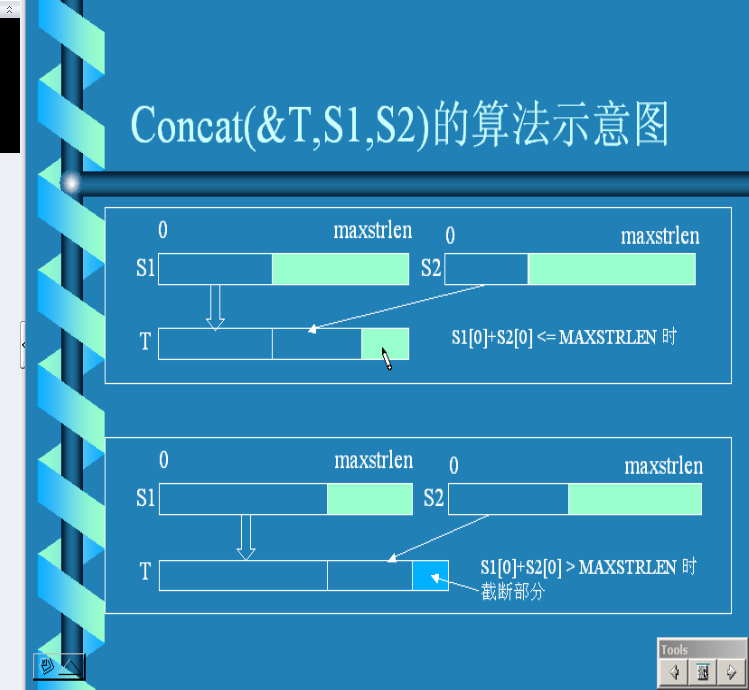 Concat(&T,S1,S2)的算法示意图
0 maxstrlen 0 maxstrlen
S1 S2
T S1[0]+S2[0] <= MAXSTRLEN 时
0 maxstrlen 0 maxstrlen
S1 S2
T S1[0]+S2[0] > MAXSTRLEN 时
截断部分
Tools